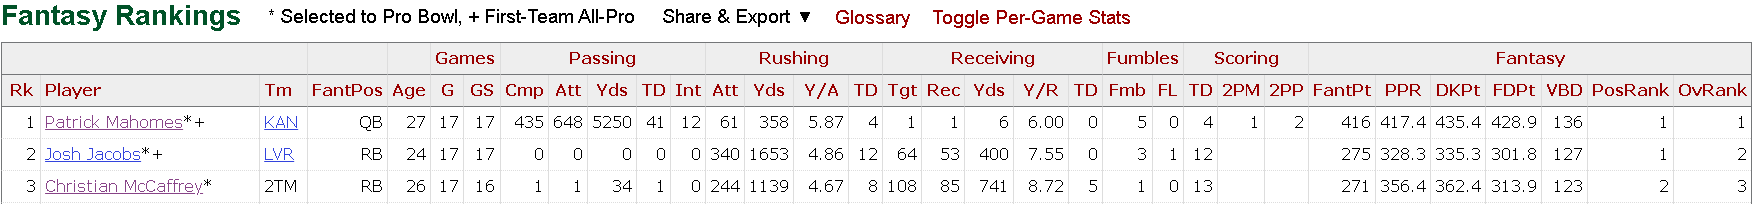 Fantasy Rankings * Selected to Pro Bowl, + First-Team All-Pro Share & Export ▼ Glossary Toggle Per-Game Stats
Games Passing Rushing Receiving Fumbles Scoring Fantasy
Rk Player Tm FantPos Age G GS Cmp Att Yds TD Int Att Yds Y/A TD Tgt Rec Yds Y/R TD Fmb FL TD 2PM 2PP FantPt PPR DKPt FDPt VBD PosRank OvRank
1 Patrick Mahomes*+ KAN QB 27 17 17 435 648 5250 41 12 61 358 5.87 4 1 1 6 6.00 0 5 0 4 1 2 416 417.4 435.4 428.9 136 1 1
2 Josh Jacobs*+ LVR RB 24 17 17 0 0 0 0 0 340 1653 4.86 12 64 53 400 7.55 0 3 1 12 275 328.3 335.3 301.8 127 1 2
3 Christian McCaffrey* 2TM RB 26 17 16 1 1 34 1 0 244 1139 4.67 8 108 85 741 8.72 5 1 0 13 271 356.4 362.4 313.9 123 2 3